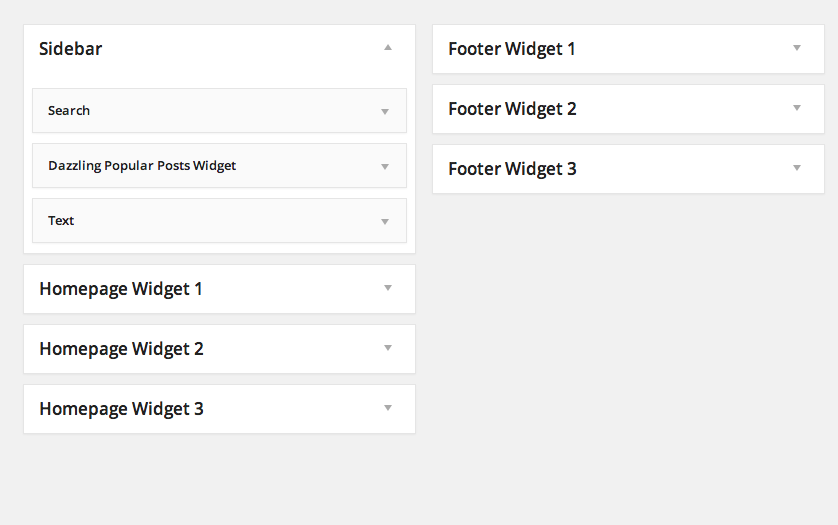 Sidebar
Search
Dazzling Popular Posts Widget
Text
Homepage Widget 1
Homepage Widget 2
Homepage Widget 3
Footer Widget 1
Footer Widget 2
Footer Widget 3